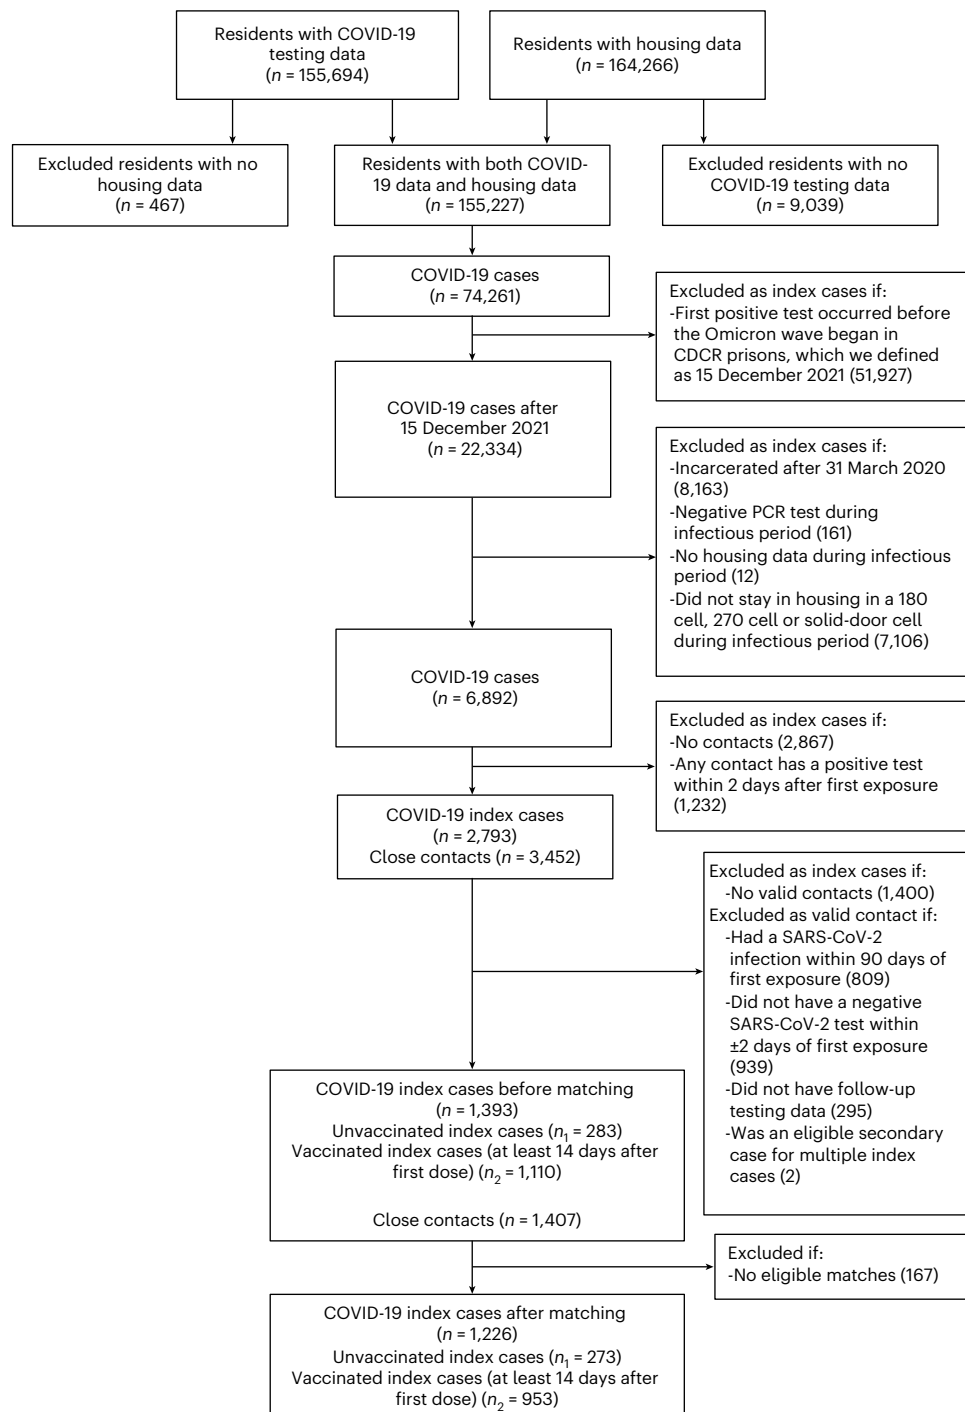 Residents with COVID-19
testing data
(n = 155,694)
Residents with housing data
(n = 164,266)
Excluded residents with no
housing data
(n = 467)
Residents with both COVID-
19 data and housing data
(n = 155,227)
Excluded residents with no
COVID-19 testing data
(n = 9,039)
COVID-19 cases
(n = 74,261)
Excluded as index cases if:
-First positive test occurred before
the Omicron wave began in
CDCR prisons, which we defined
as 15 December 2021 (51,927)
COVID-19 cases after
15 December 2021
(n = 22,334)
Excluded as index cases if:
-Incarcerated after 31 March 2020
(8,163)
-Negative PCR test during
infectious period (161)
-No housing data during infectious
period (12)
-Did not stay in housing in a 180
cell, 270 cell or solid-door cell
during infectious period (7,106)
COVID-19 cases
(n = 6,892)
Excluded as index cases if:
-No contacts (2,867)
-Any contact has a positive test
within 2 days after first exposure
(1,232)
COVID-19 index cases
(n = 2,793)
Close contacts (n = 3,452)
Excluded as index cases if:
-No valid contacts (1,400)
Excluded as valid contact if:
-Had a SARS-CoV-2
infection within 90 days of
first exposure (809)
-Did not have a negative
SARS-CoV-2 test within
±2 days of first exposure
(939)
-Did not have follow-up
testing data (295)
-Was an eligible secondary
case for multiple index
cases (2)
COVID-19 index cases before matching
(n = 1,393)
Unvaccinated index cases (n₁ = 283)
Vaccinated index cases (at least 14 days after
first dose) (n₂ = 1,110)
Close contacts (n = 1,407)
Excluded if:
-No eligible matches (167)
COVID-19 index cases after matching
(n = 1,226)
Unvaccinated index cases (n₁ = 273)
Vaccinated index cases (at least 14 days after
first dose) (n₂ = 953)